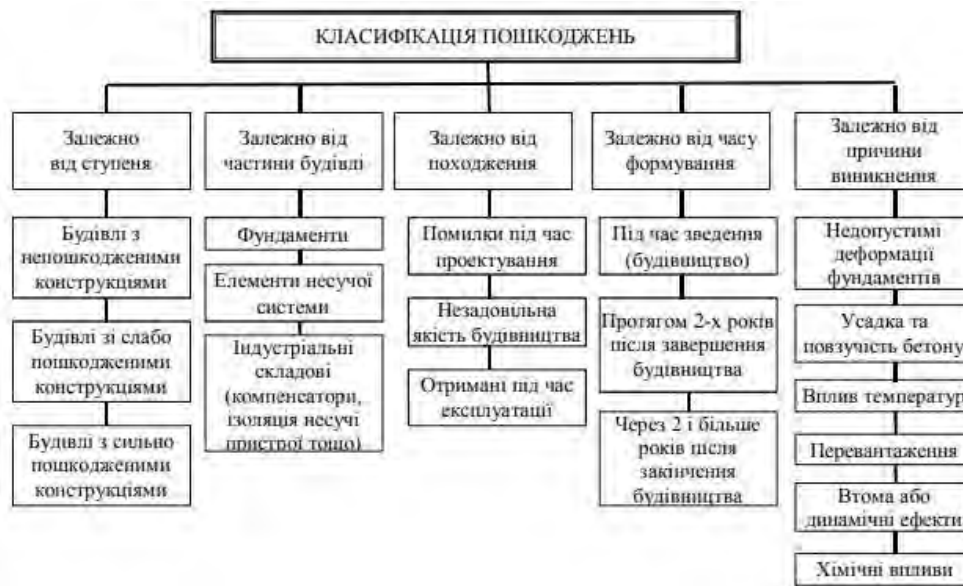 КЛАСИФІКАЦІЯ ПОШКОДЖЕНЬ
Залежно
від ступеня
Будівлі з
непошкодженими
конструкціями
Будівлі зі слабо
пошкодженими
конструкціями
Будівлі з сильно
пошкодженими
конструкціями
Залежно від
частини будівлі
Фундаменти
Елементи несучої
системи
Індустріальні
складові
(компенсатори,
ізоляція несучі
пристрої тощо)
Залежно від
походження
Помилки під час
проектування
Незадовільна
якість будівництва
Отримані під час
експлуатації
Залежно від часу
формування
Під час зведення
(будівництво)
Протягом 2-х років
після завершення
будівництва
Через 2 і більше
років після
закінчення
будівництва
Залежно від
причини
виникнення
Недопустимі
деформації
фундаментів
Усадка та
повзучість бетону
Вплив температур
Перевантаження
Втома або
динамічні ефекти
Хімічні впливи